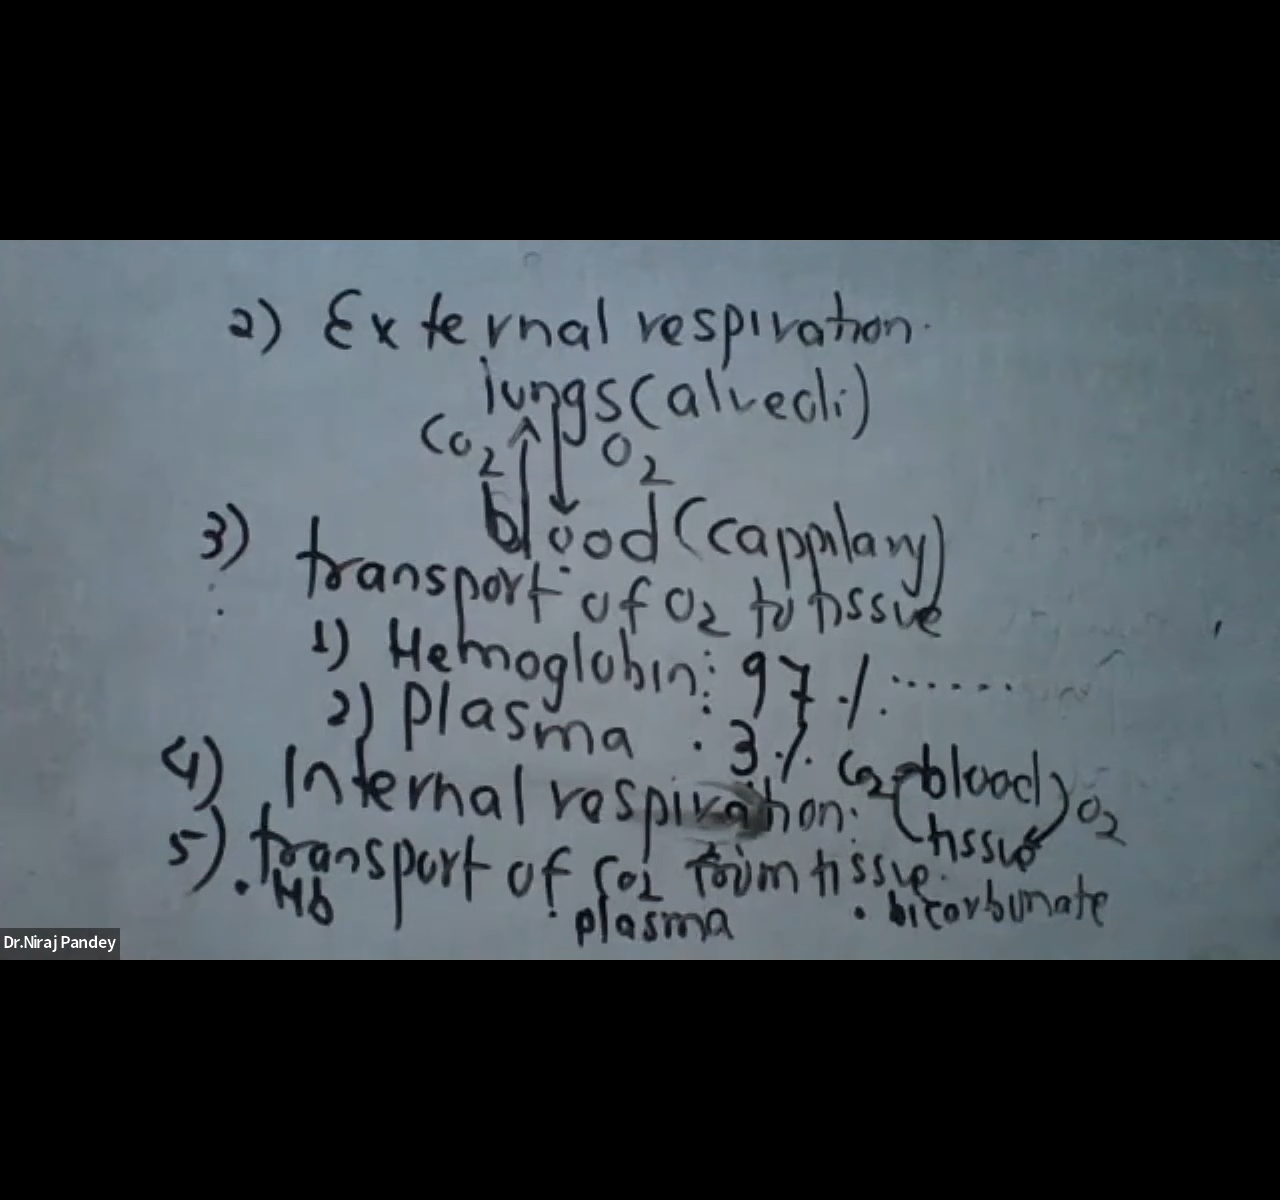 2) External respiration.
lungs (alveoli)
CO2 O2
blood (cappilary)
3) transport of O2 to tissue
1) Hemoglobin: 97%......
2) Plasma : 3%.
4) Internal respiration. CO2 (blood) O2
tissue
5) transport of CO2 from tissue.
. Hb . plasma . bicarbonate
Dr.Niraj Pandey